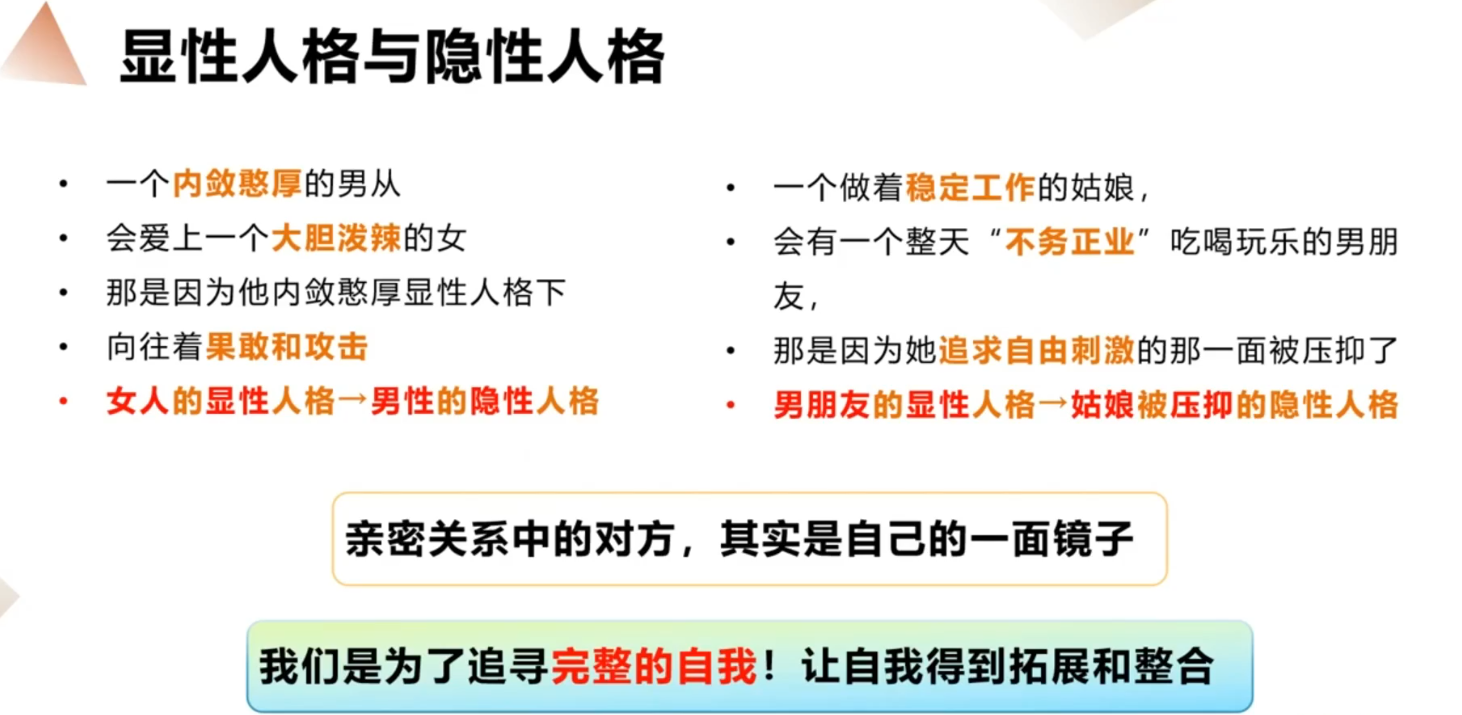 显性人格与隐性人格
• 一个内敛憨厚的男从
• 会爱上一个大胆泼辣的女
• 那是因为他内敛憨厚显性人格下
• 向往着果敢和攻击
• 女人的显性人格→男性的隐性人格
• 一个做着稳定工作的姑娘，
• 会有一个整天“不务正业”吃喝玩乐的男朋
友，
• 那是因为她追求自由刺激的那一面被压抑了
• 男朋友的显性人格→姑娘被压抑的隐性人格
亲密关系中的对方，其实是自己的一面镜子
我们是为了追寻完整的自我！让自我得到拓展和整合